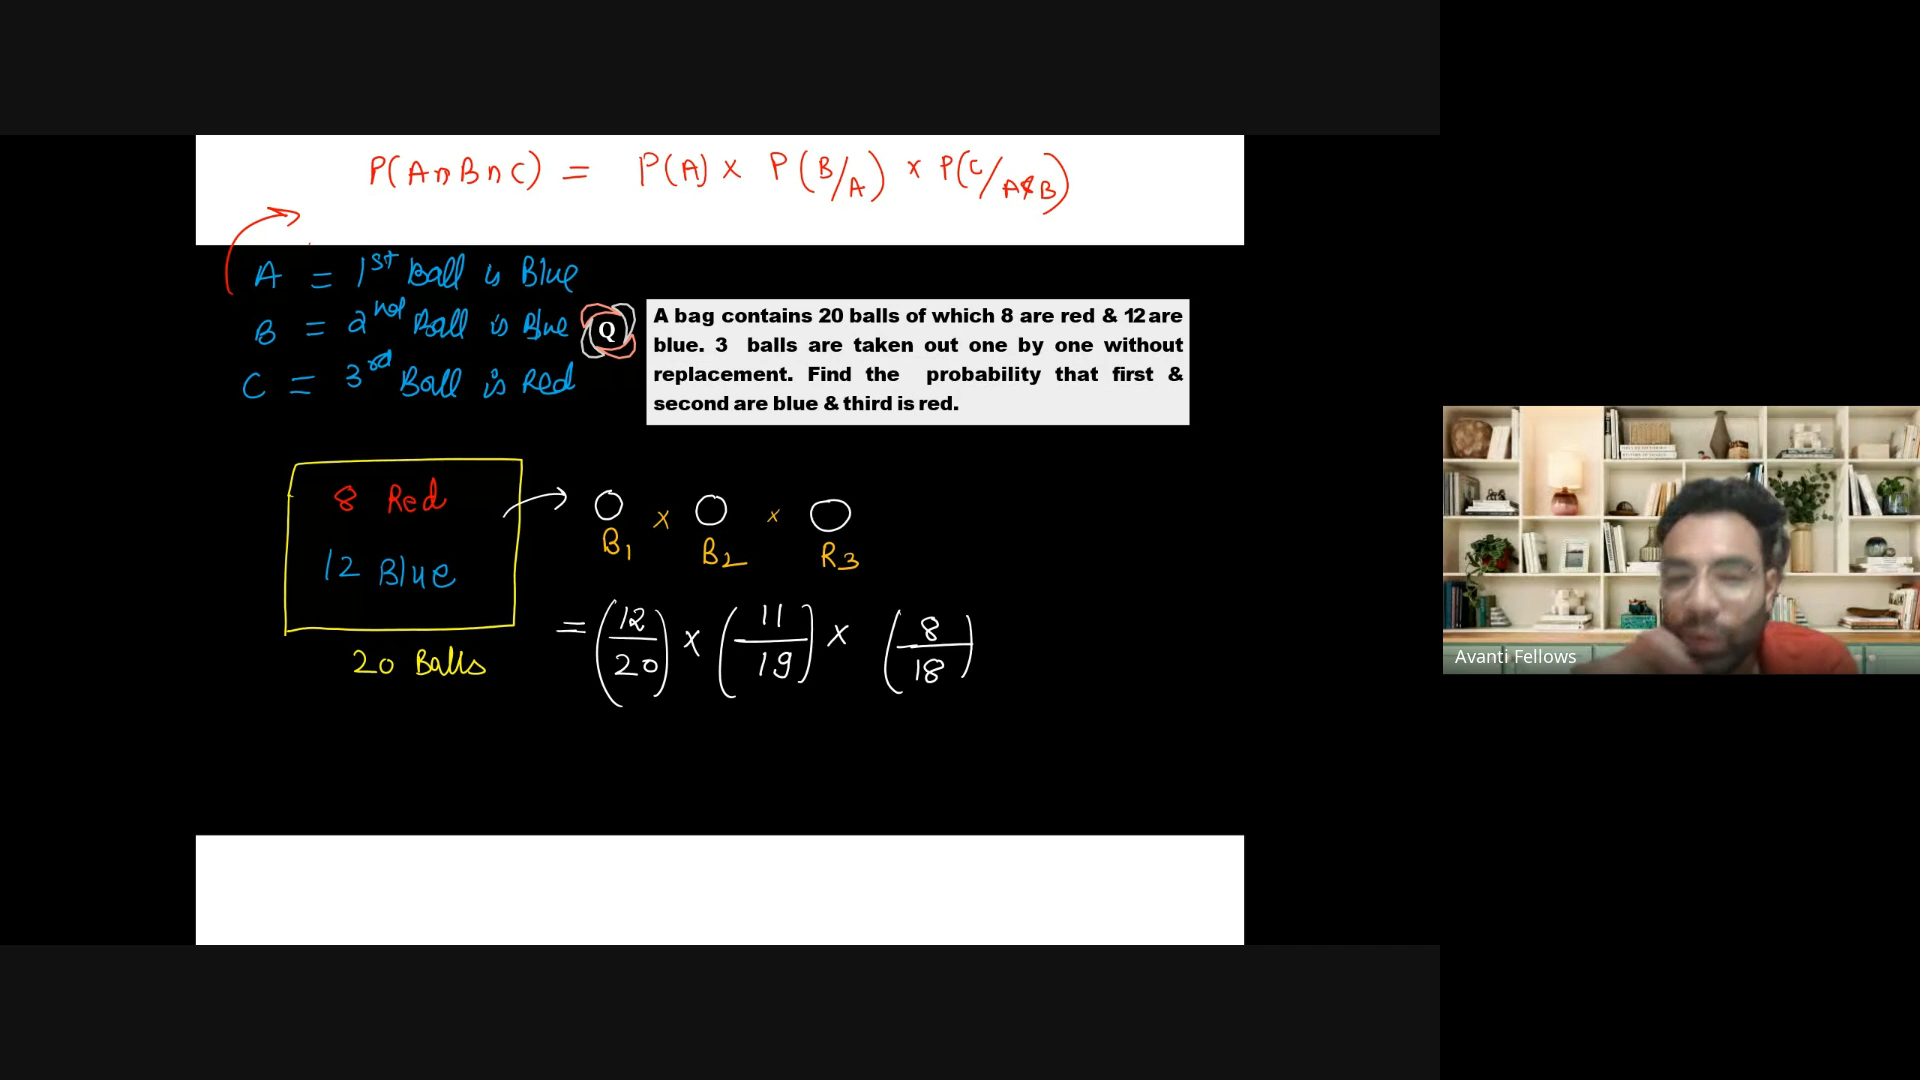 P(A∩B∩C) = P(A) × P(B/A) × P(C/A&B)
A = 1st Ball is Blue
B = 2nd Ball is Blue
C = 3rd Ball is Red
Q
A bag contains 20 balls of which 8 are red & 12 are
blue. 3 balls are taken out one by one without
replacement. Find the probability that first &
second are blue & third is red.
8 Red
12 Blue
20 Balls
B1 × B2 × R3
= (12/20) × (11/19) × (8/18)
Avanti Fellows